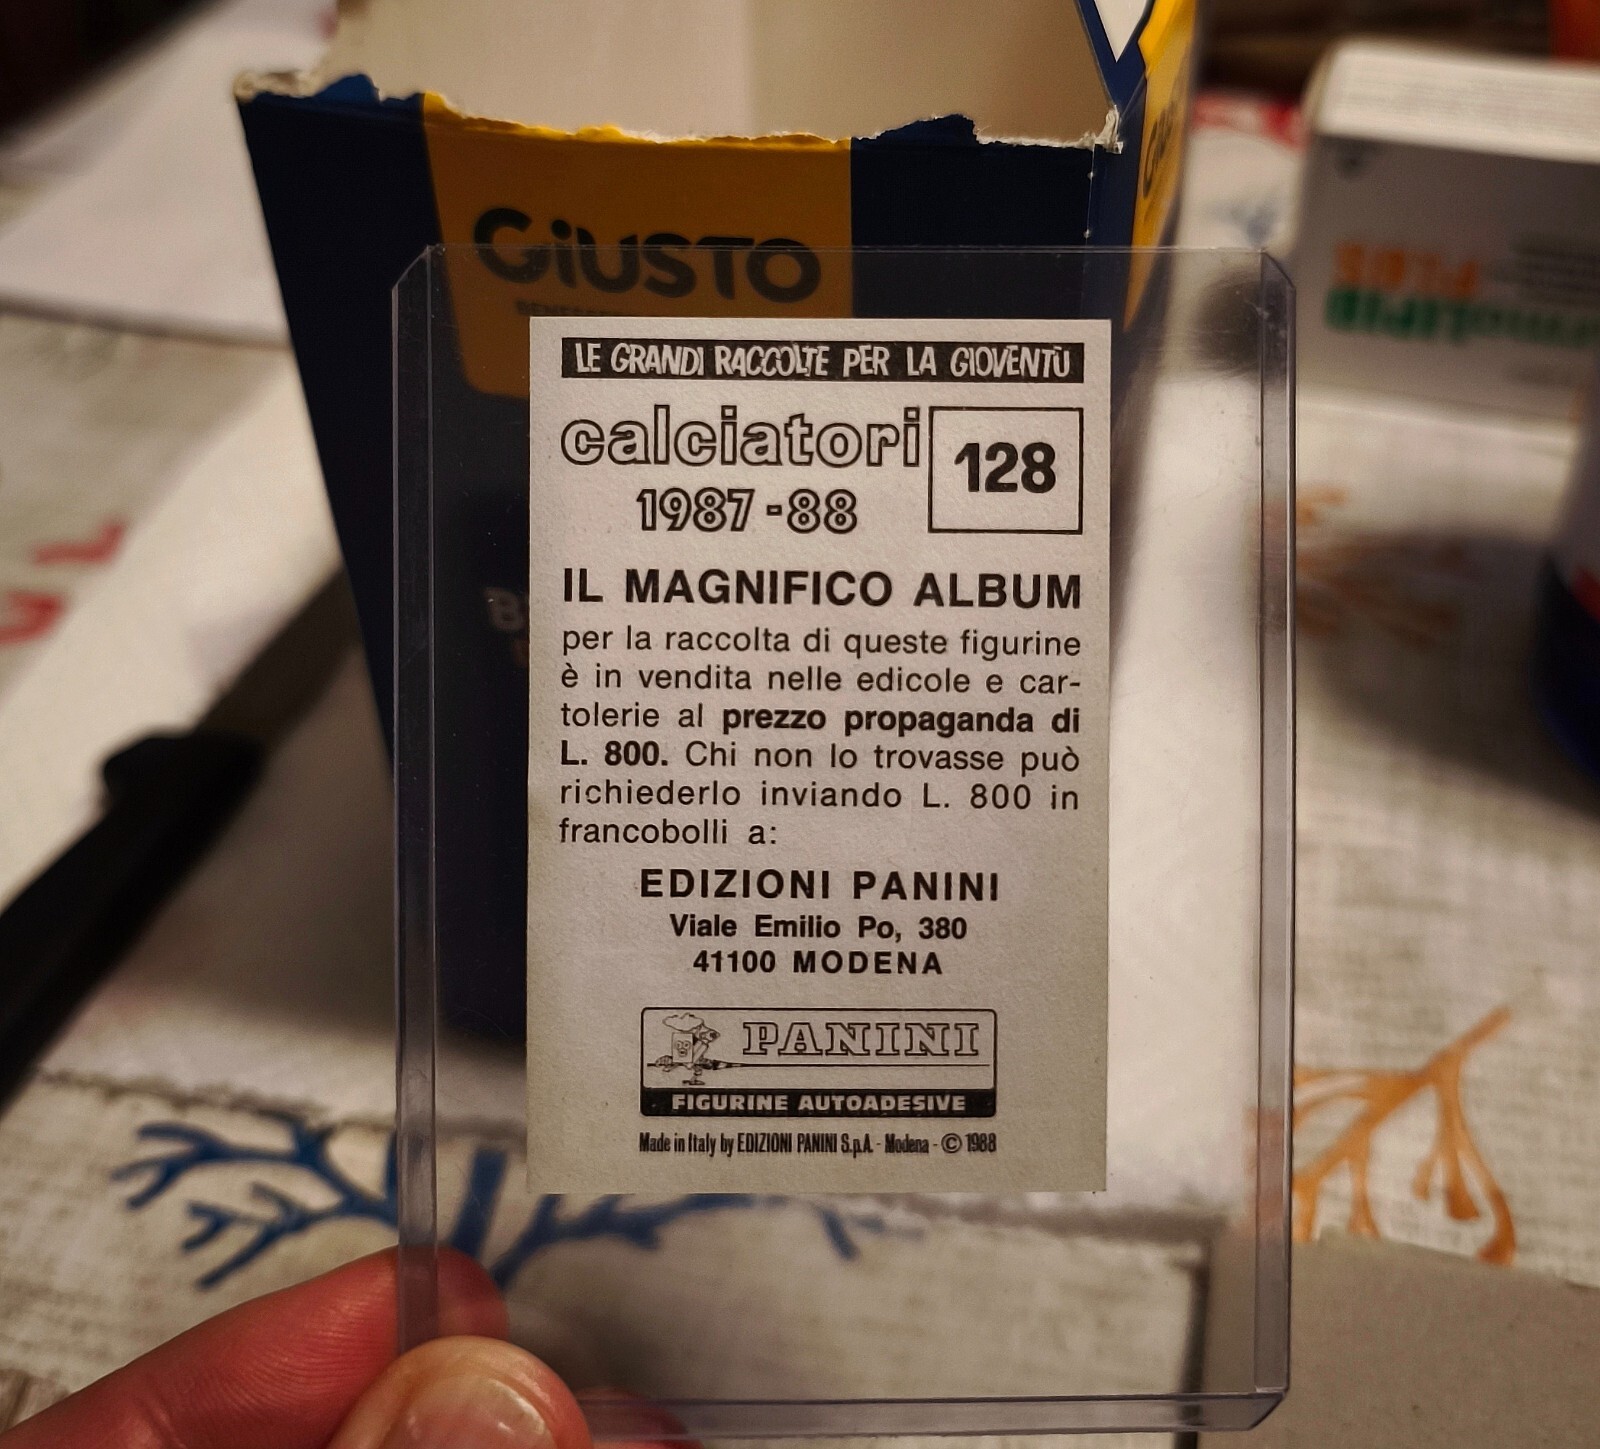 GiUSTO
LE GRANDI RACCOLTE PER LA GIOVENTÙ
calciatori
1987-88
128
IL MAGNIFICO ALBUM
per la raccolta di queste figurine
è in vendita nelle edicole e car-
tolerie al prezzo propaganda di
L. 800. Chi non lo trovasse può
richiederlo inviando L. 800 in
francobolli a:
EDIZIONI PANINI
Viale Emilio Po, 380
41100 MODENA
PANINI
FIGURINE AUTOADESIVE
Made in Italy by EDIZIONI PANINI S.p.A. - Modena - © 1988
PLUS